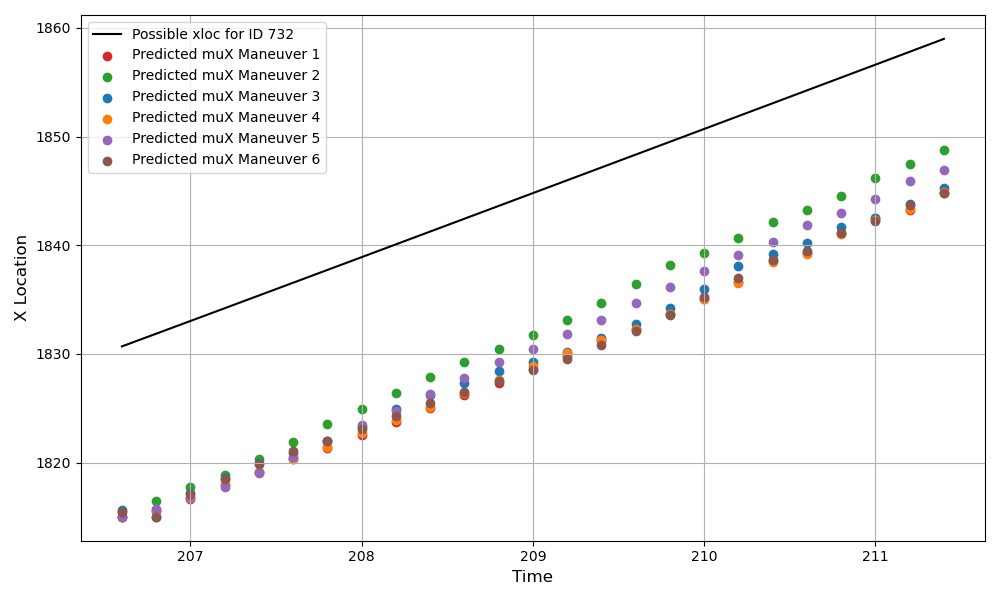 1860
1850
1840
1830
1820
X Location
Possible xloc for ID 732
Predicted muX Maneuver 1
Predicted muX Maneuver 2
Predicted muX Maneuver 3
Predicted muX Maneuver 4
Predicted muX Maneuver 5
Predicted muX Maneuver 6
207 208 209 210 211
Time